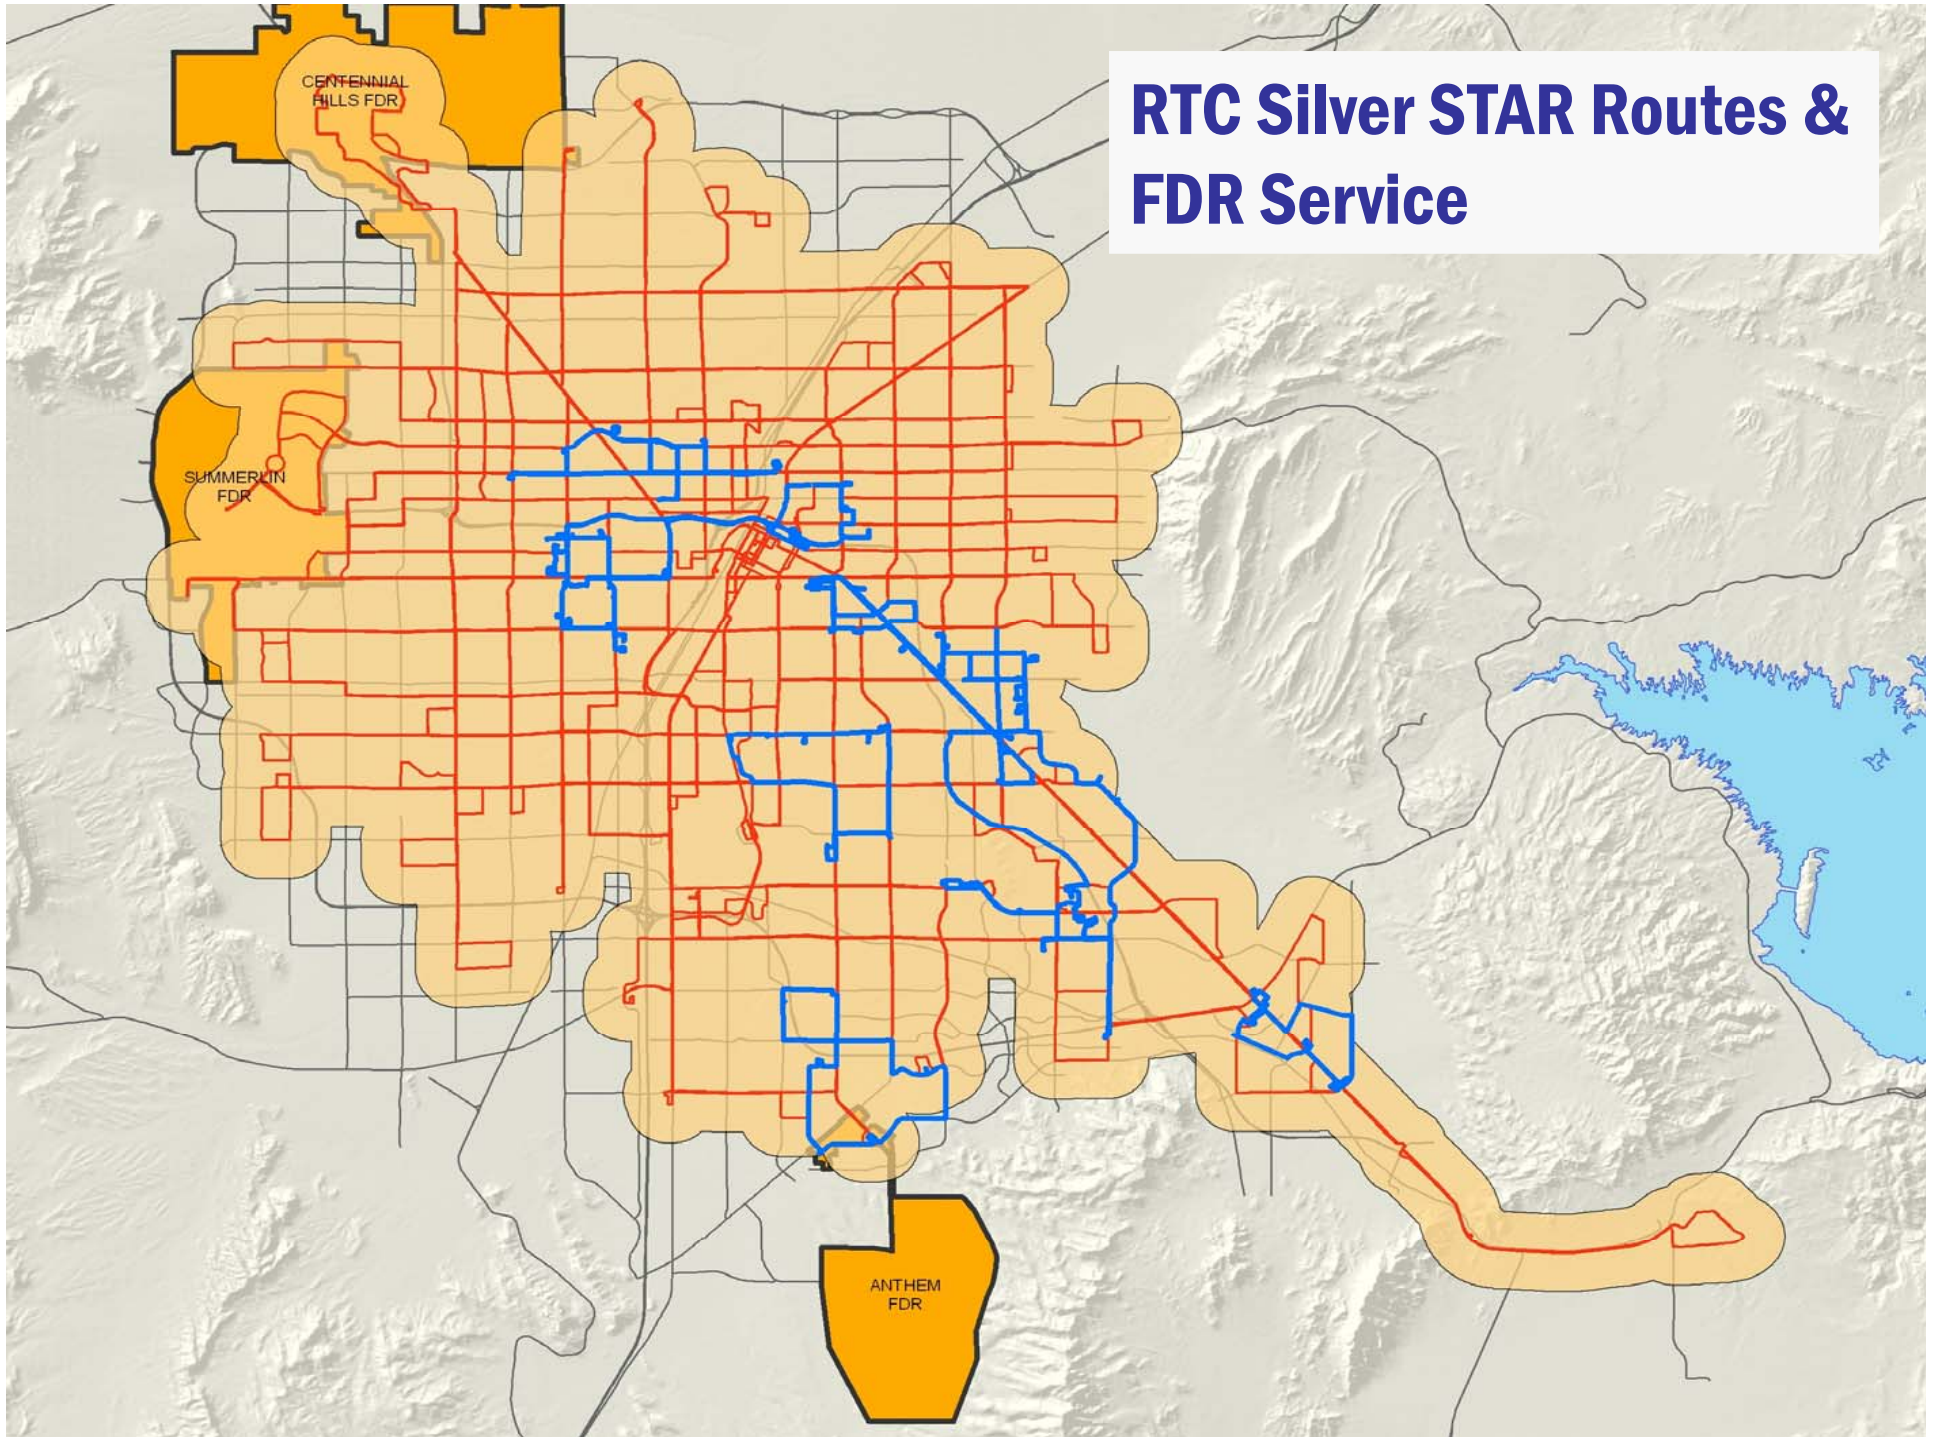 RTC Silver STAR Routes &
FDR Service
CENTENNIAL
HILLS FDR
SUMMERLIN
FDR
ANTHEM
FDR